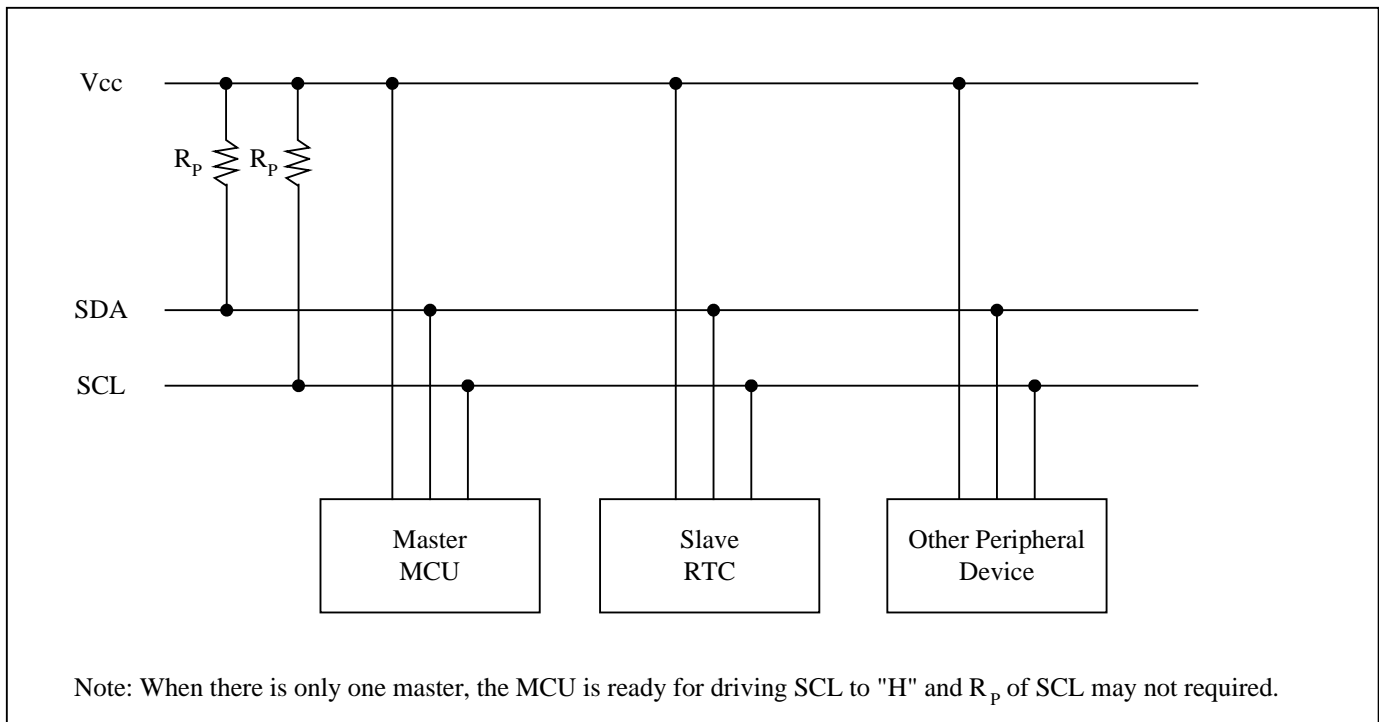 Vcc
RP RP
SDA
SCL
Master
MCU
Slave
RTC
Other Peripheral
Device
Note: When there is only one master, the MCU is ready for driving SCL to "H" and RP of SCL may not required.